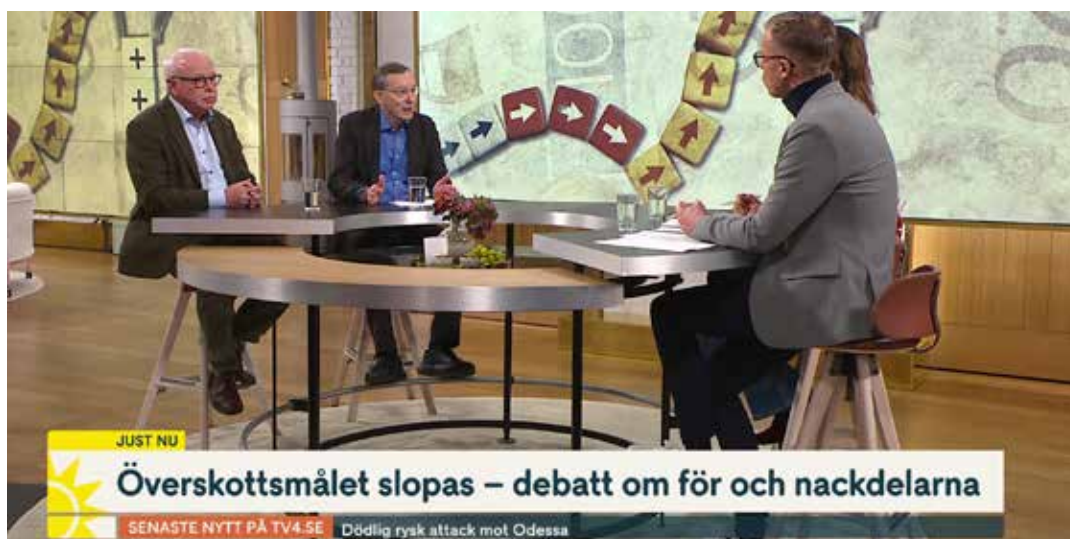 JUST NU
Överskottsmålet slopas – debatt om för och nackdelarna
SENASTE NYTT PÅ TV4.SE Dödlig rysk attack mot Odessa